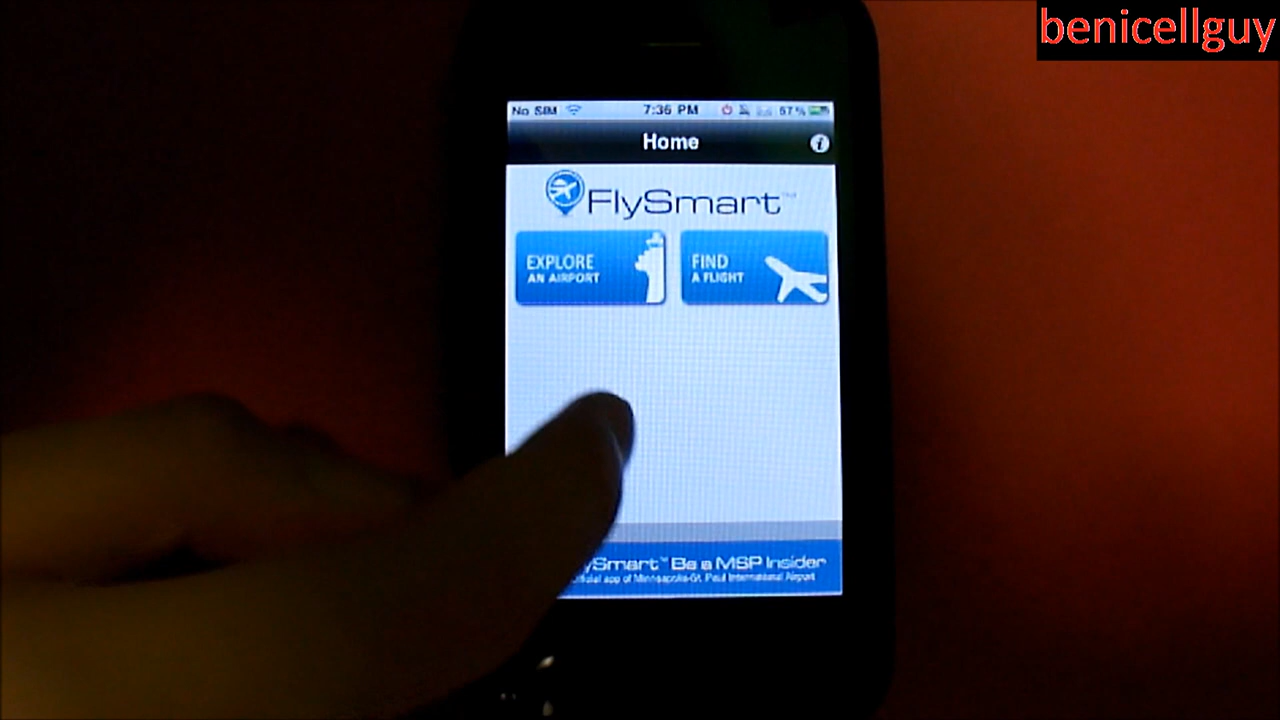 benicellguy
No SIM 7:36 PM 57%
Home
FlySmart™
EXPLORE
AN AIRPORT
FIND
A FLIGHT
ySmart™ Be a MSP Insider
official app of Minneapolis-St. Paul International Airport